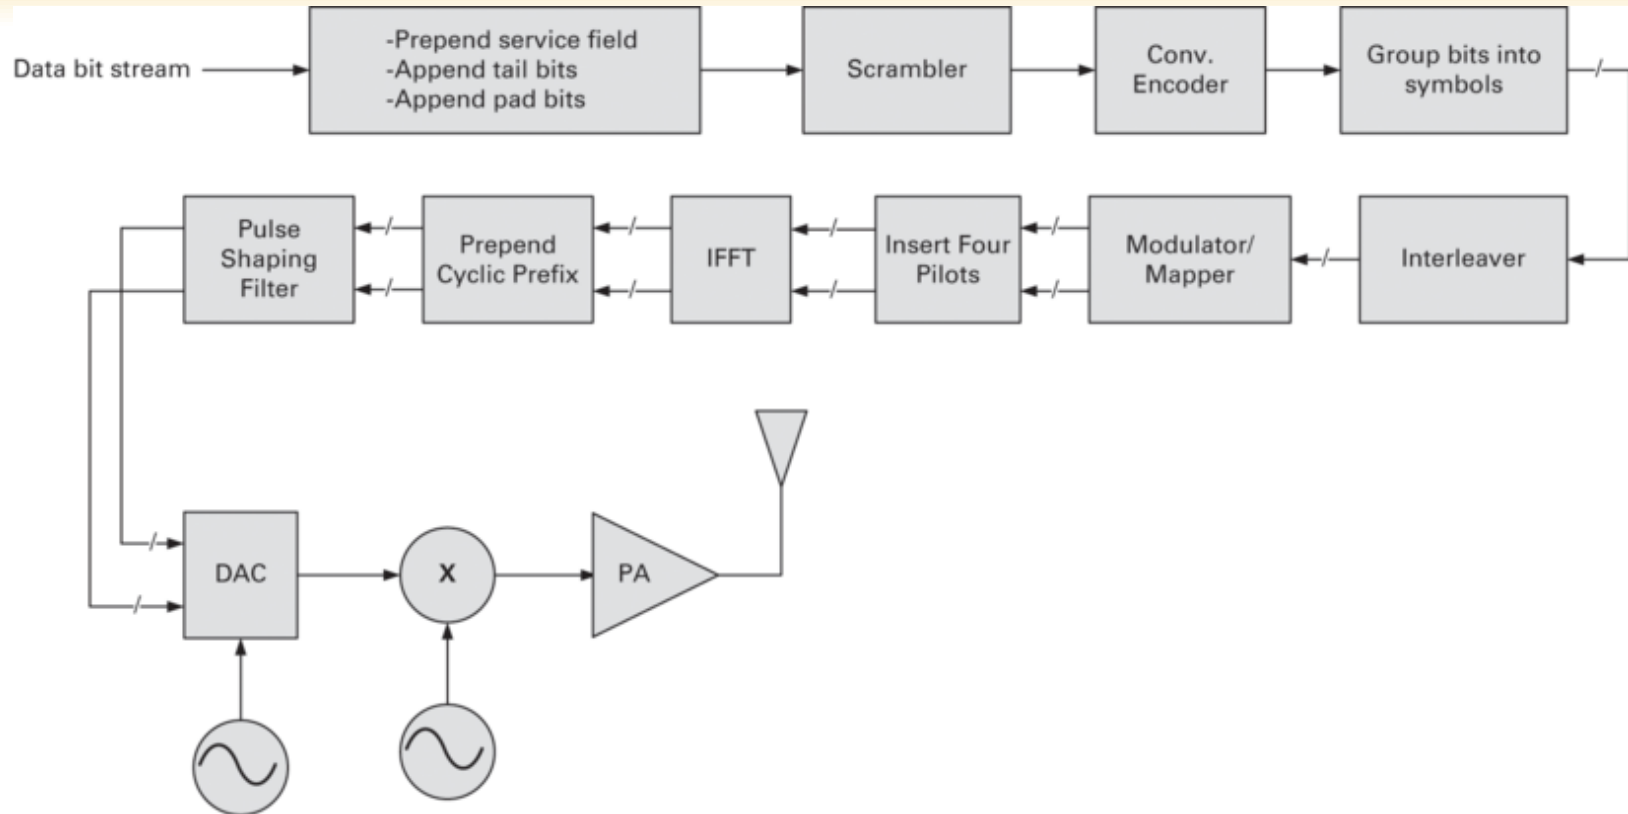 Data bit stream
-Prepend service field
-Append tail bits
-Append pad bits
Scrambler
Conv.
Encoder
Group bits into
symbols
Interleaver
Modulator/
Mapper
Insert Four
Pilots
IFFT
Prepend
Cyclic Prefix
Pulse
Shaping
Filter
DAC
X
PA